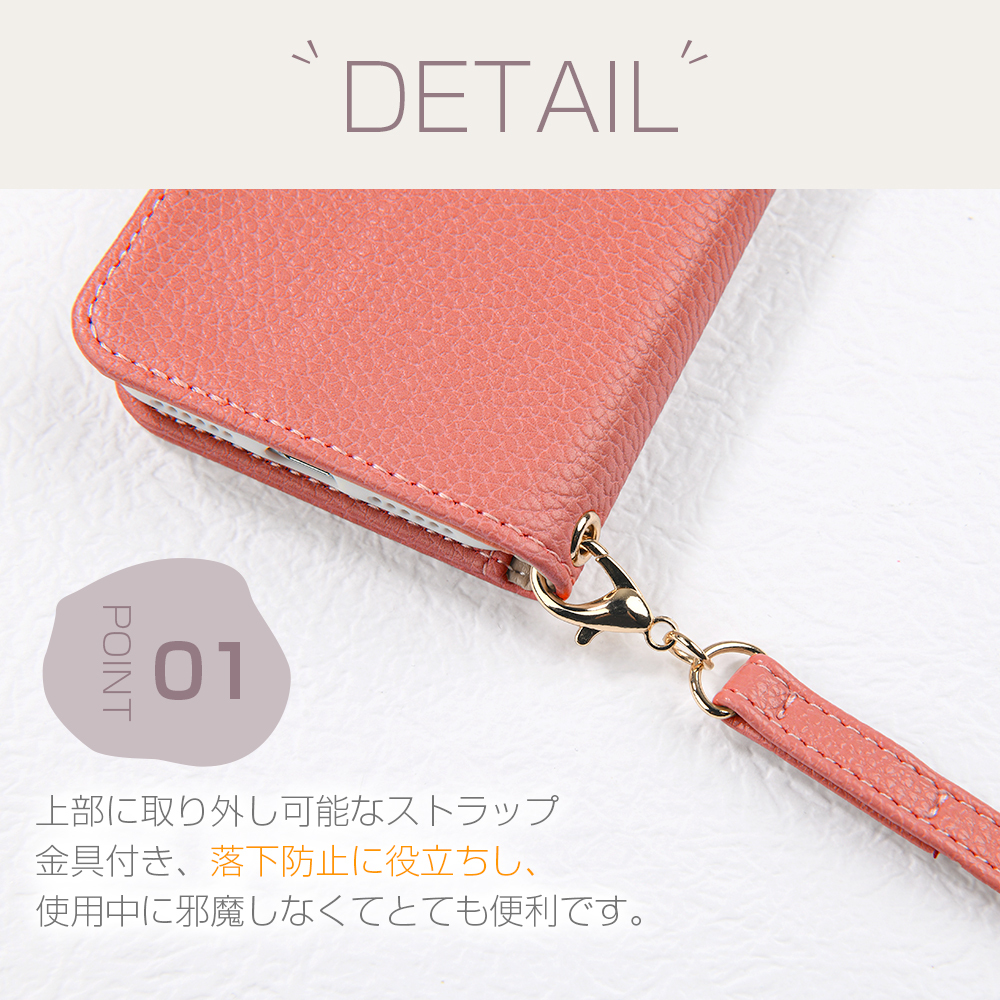 DETAIL
POINT 01
上部に取り外し可能なストラップ
金具付き、落下防止に役立ちし、
使用中に邪魔しなくてとても便利です。